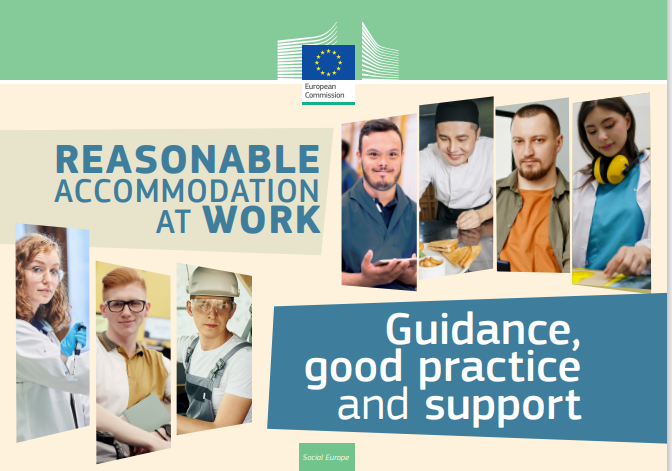 European
Commission
REASONABLE
ACCOMMODATION
AT WORK
Guidance,
good practice
and support
Social Europe